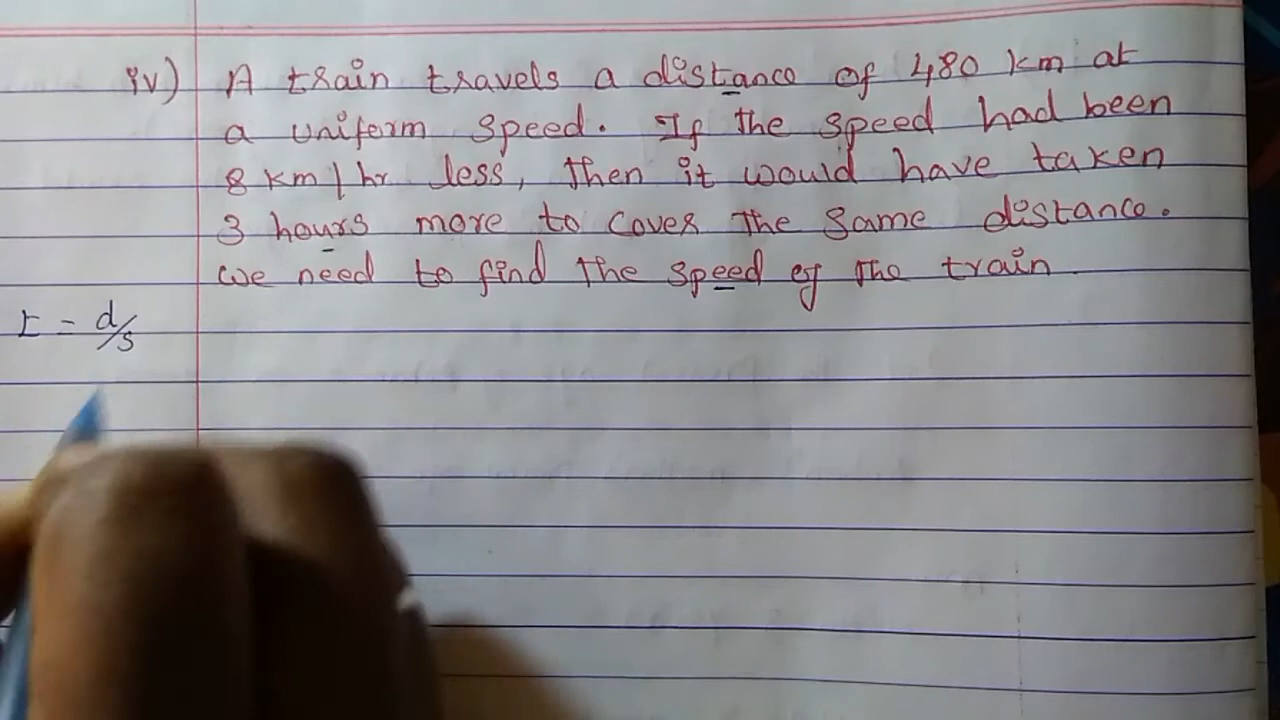 iv) A train travels a distance of 480 km at
a uniform speed. If the speed had been
8 km/hr less, then it would have taken
3 hours more to cover the same distance.
we need to find the speed of the train
t = d/s